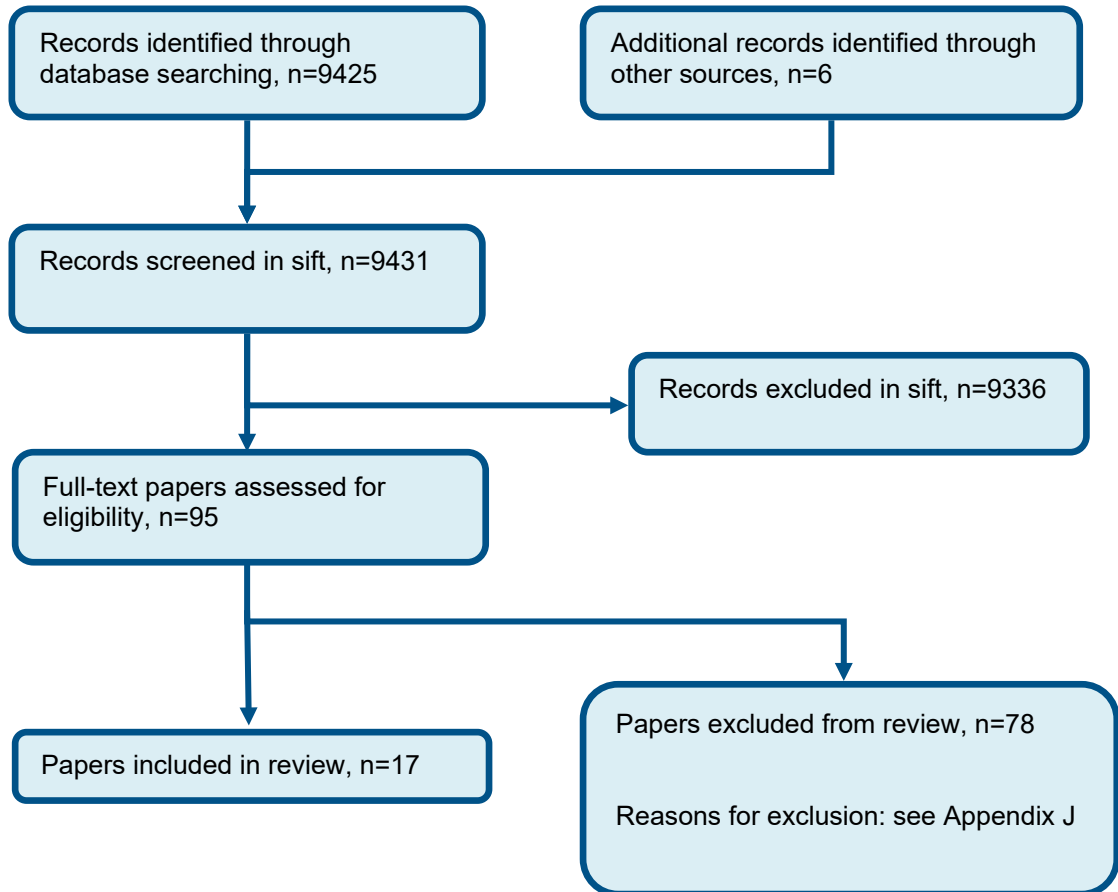 Records identified through
database searching, n=9425
Additional records identified through
other sources, n=6
Records screened in sift, n=9431
Records excluded in sift, n=9336
Full-text papers assessed for
eligibility, n=95
Papers included in review, n=17
Papers excluded from review, n=78
Reasons for exclusion: see Appendix J